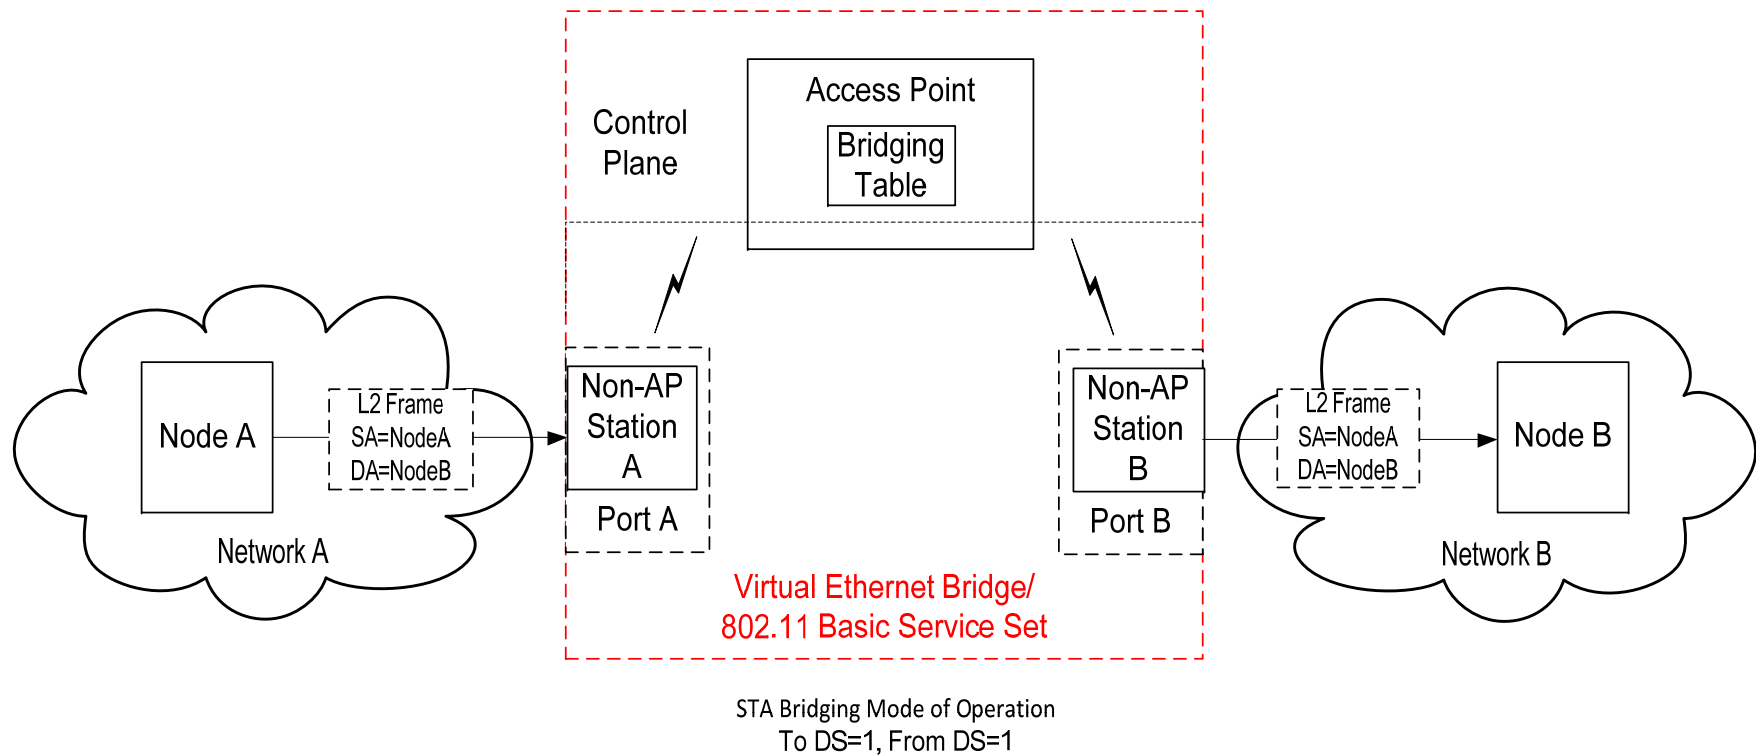 Access Point
Bridging
Table
Control
Plane
Node A
L2 Frame
SA=NodeA
DA=NodeB
Network A
Non-AP
Station
A
Port A
Non-AP
Station
B
Port B
L2 Frame
SA=NodeA
DA=NodeB
Node B
Network B
Virtual Ethernet Bridge/
802.11 Basic Service Set
STA Bridging Mode of Operation
To DS=1, From DS=1